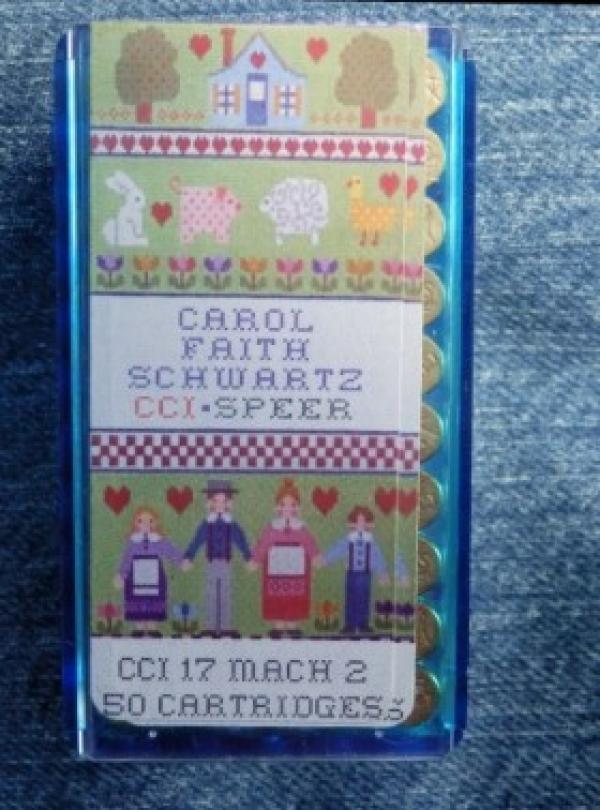 CAROL
FAITH
SCHWARTZ
CCI•SPEER
CCI 17 MACH 2
50 CARTRIDGES